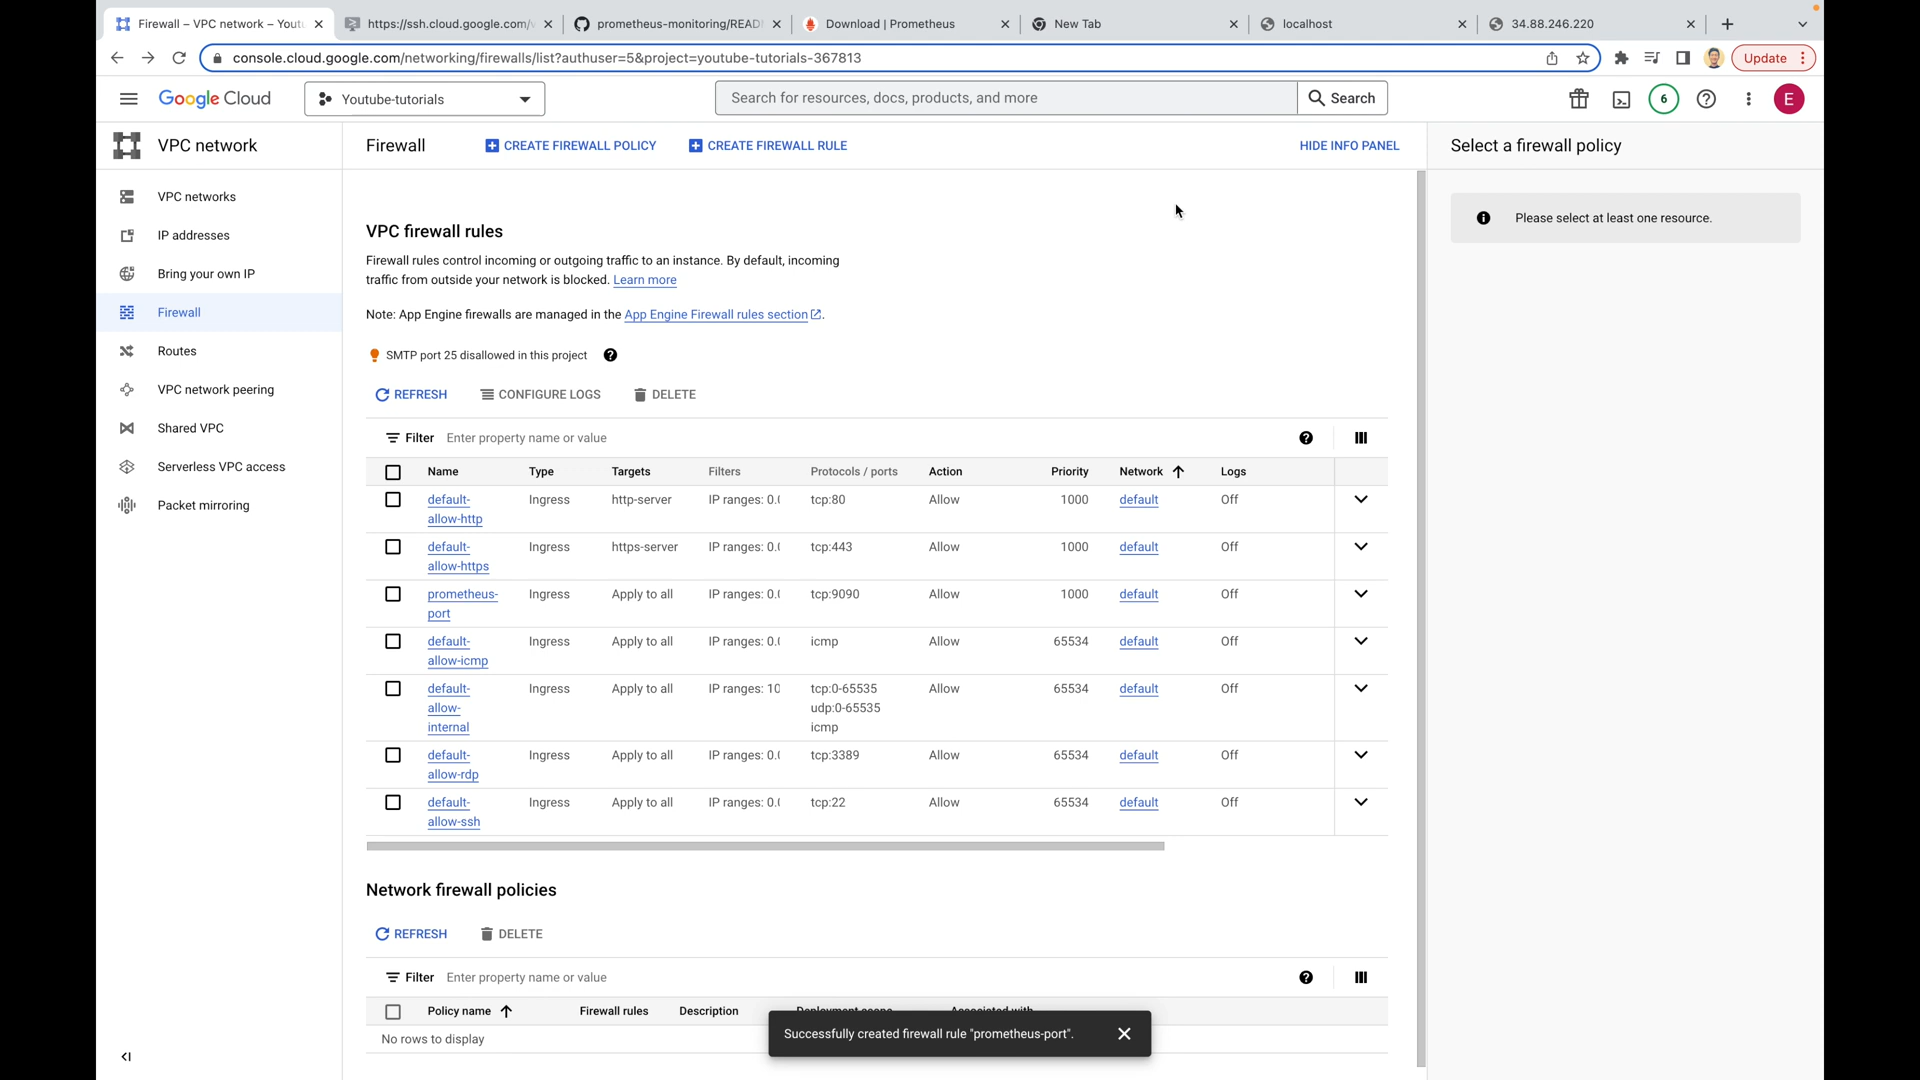 Firewall – VPC network – Yout
https://ssh.cloud.google.com/v
prometheus-monitoring/READ
Download | Prometheus
New Tab
localhost
34.88.246.220
console.cloud.google.com/networking/firewalls/list?authuser=5&project=youtube-tutorials-367813
Update
Google Cloud
Youtube-tutorials
Search for resources, docs, products, and more
Search
6
E
VPC network
Firewall
CREATE FIREWALL POLICY
CREATE FIREWALL RULE
HIDE INFO PANEL
Select a firewall policy
VPC networks
IP addresses
Bring your own IP
Firewall
Routes
VPC network peering
Shared VPC
Serverless VPC access
Packet mirroring
Please select at least one resource.
VPC firewall rules
Firewall rules control incoming or outgoing traffic to an instance. By default, incoming
traffic from outside your network is blocked. Learn more
Note: App Engine firewalls are managed in the App Engine Firewall rules section.
SMTP port 25 disallowed in this project
REFRESH CONFIGURE LOGS DELETE
Filter Enter property name or value
Name Type Targets Filters Protocols / ports Action Priority Network Logs
default- Ingress http-server IP ranges: 0.0 tcp:80 Allow 1000 default Off
allow-http
default- Ingress https-server IP ranges: 0.0 tcp:443 Allow 1000 default Off
allow-https
prometheus- Ingress Apply to all IP ranges: 0.0 tcp:9090 Allow 1000 default Off
port
default- Ingress Apply to all IP ranges: 0.0 icmp Allow 65534 default Off
allow-icmp
default- Ingress Apply to all IP ranges: 10 tcp:0-65535 Allow 65534 default Off
allow- udp:0-65535
internal icmp
default- Ingress Apply to all IP ranges: 0.0 tcp:3389 Allow 65534 default Off
allow-rdp
default- Ingress Apply to all IP ranges: 0.0 tcp:22 Allow 65534 default Off
allow-ssh
Network firewall policies
REFRESH DELETE
Filter Enter property name or value
Policy name Firewall rules Description Deployment scope Associated with
No rows to display
Successfully created firewall rule "prometheus-port".